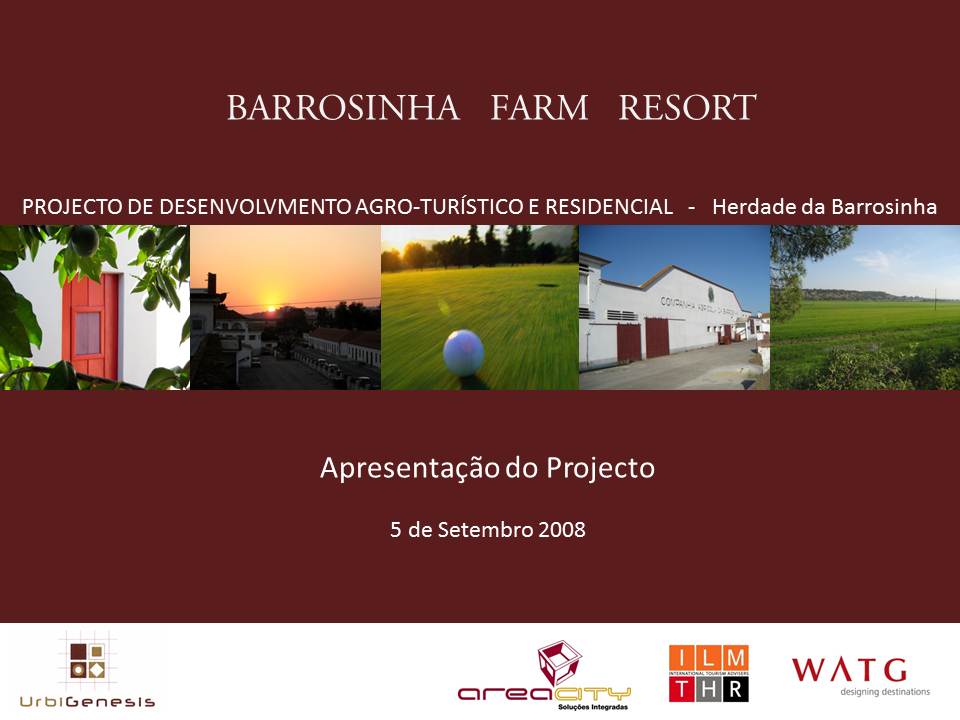 BARROSINHA FARM RESORT
PROJECTO DE DESENVOLVMENTO AGRO-TURÍSTICO E RESIDENCIAL - Herdade da Barrosinha
COMPANHIA AGRICOLA DA
Apresentação do Projecto
5 de Setembro 2008
UrbiGenesis
areacity
Soluções Integradas
ILM
INTERNATIONAL TOURISM ADVISERS
THR
WATG
designing destinations